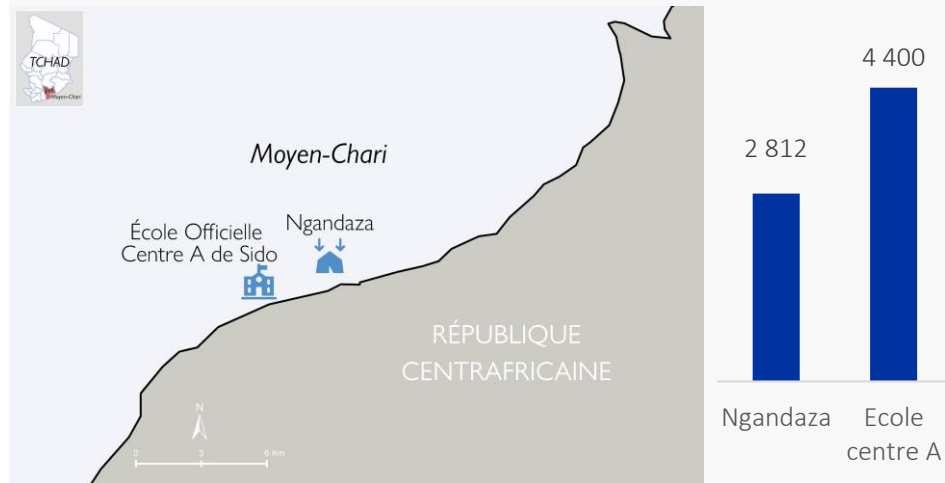 TCHAD
Moyen-Chari
Moyen-Chari
École Officielle
Centre A de Sido
Ngandaza
RÉPUBLIQUE
CENTRAFRICAINE
N
0 3 6 Km
4 400
2 812
Ngandaza
Ecole
centre A